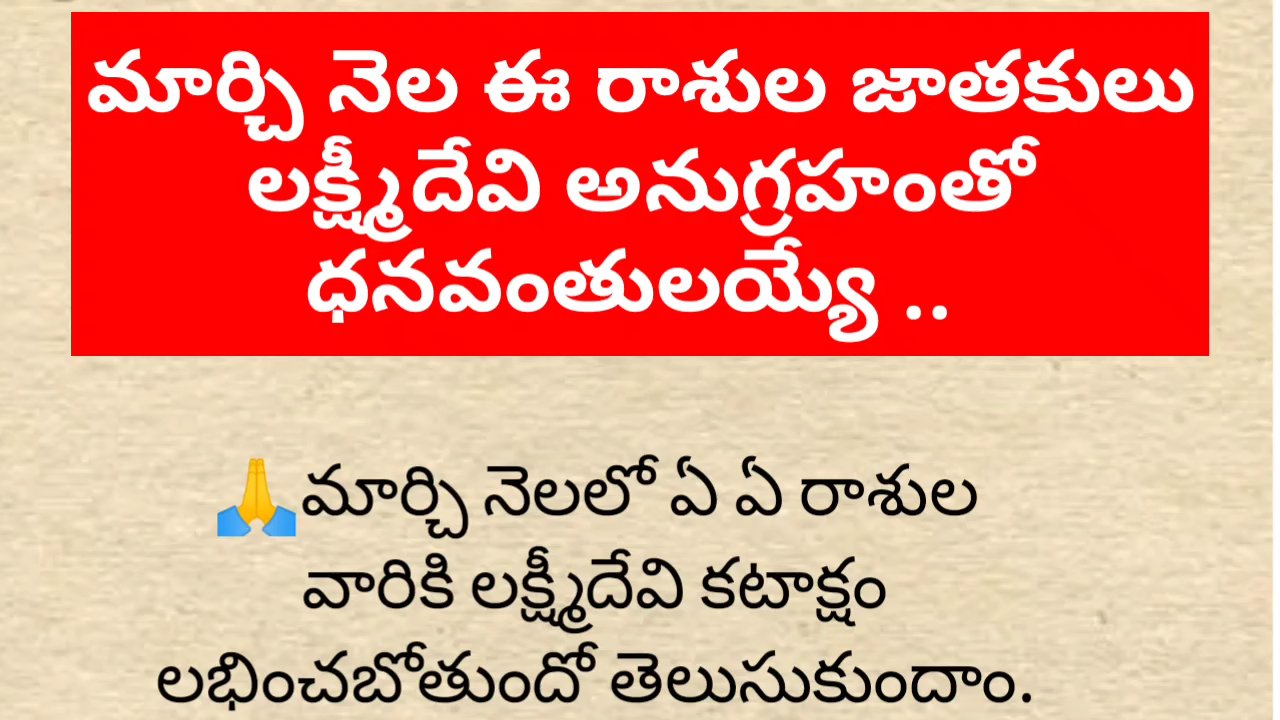 మార్చి నెల ఈ రాశుల జాతకులు
లక్ష్మీదేవి అనుగ్రహంతో
ధనవంతులయ్యే ..
🙏మార్చి నెలలో ఏ ఏ రాశుల
వారికి లక్ష్మీదేవి కటాక్షం
లభించబోతుందో తెలుసుకుందాం.